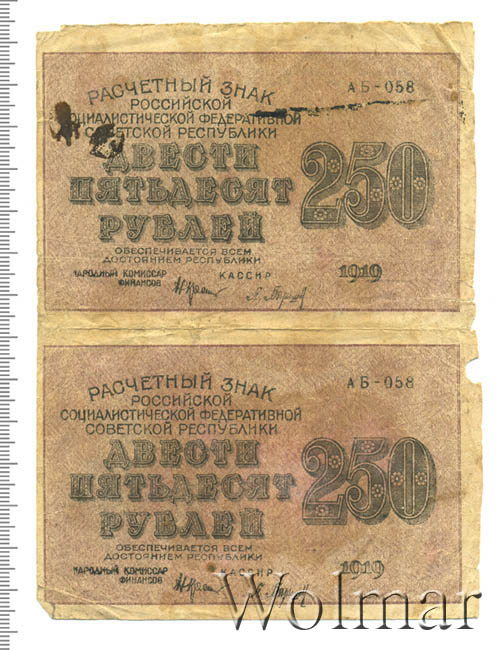 РАСЧЕТНЫЙ ЗНАК
АБ-058
РОССИЙСКОЙ
СОЦИАЛИСТИЧЕСКОЙ ФЕДЕРАТИВНОЙ
СОВЕТСКОЙ РЕСПУБЛИКИ
ДВЕСТИ
ПЯТЬДЕСЯТ
РУБЛЕЙ
250
ОБЕСПЕЧИВАЕТСЯ ВСЕМ
ДОСТОЯНИЕМ РЕСПУБЛИКИ
НАРОДНЫЙ КОМИССАР
ФИНАНСОВ
КАССИР
1919
РАСЧЕТНЫЙ ЗНАК
АБ-058
РОССИЙСКОЙ
СОЦИАЛИСТИЧЕСКОЙ ФЕДЕРАТИВНОЙ
СОВЕТСКОЙ РЕСПУБЛИКИ
ДВЕСТИ
ПЯТЬДЕСЯТ
РУБЛЕЙ
250
ОБЕСПЕЧИВАЕТСЯ ВСЕМ
ДОСТОЯНИЕМ РЕСПУБЛИКИ
НАРОДНЫЙ КОМИССАР
ФИНАНСОВ
КАССИР
1919
Wolmar